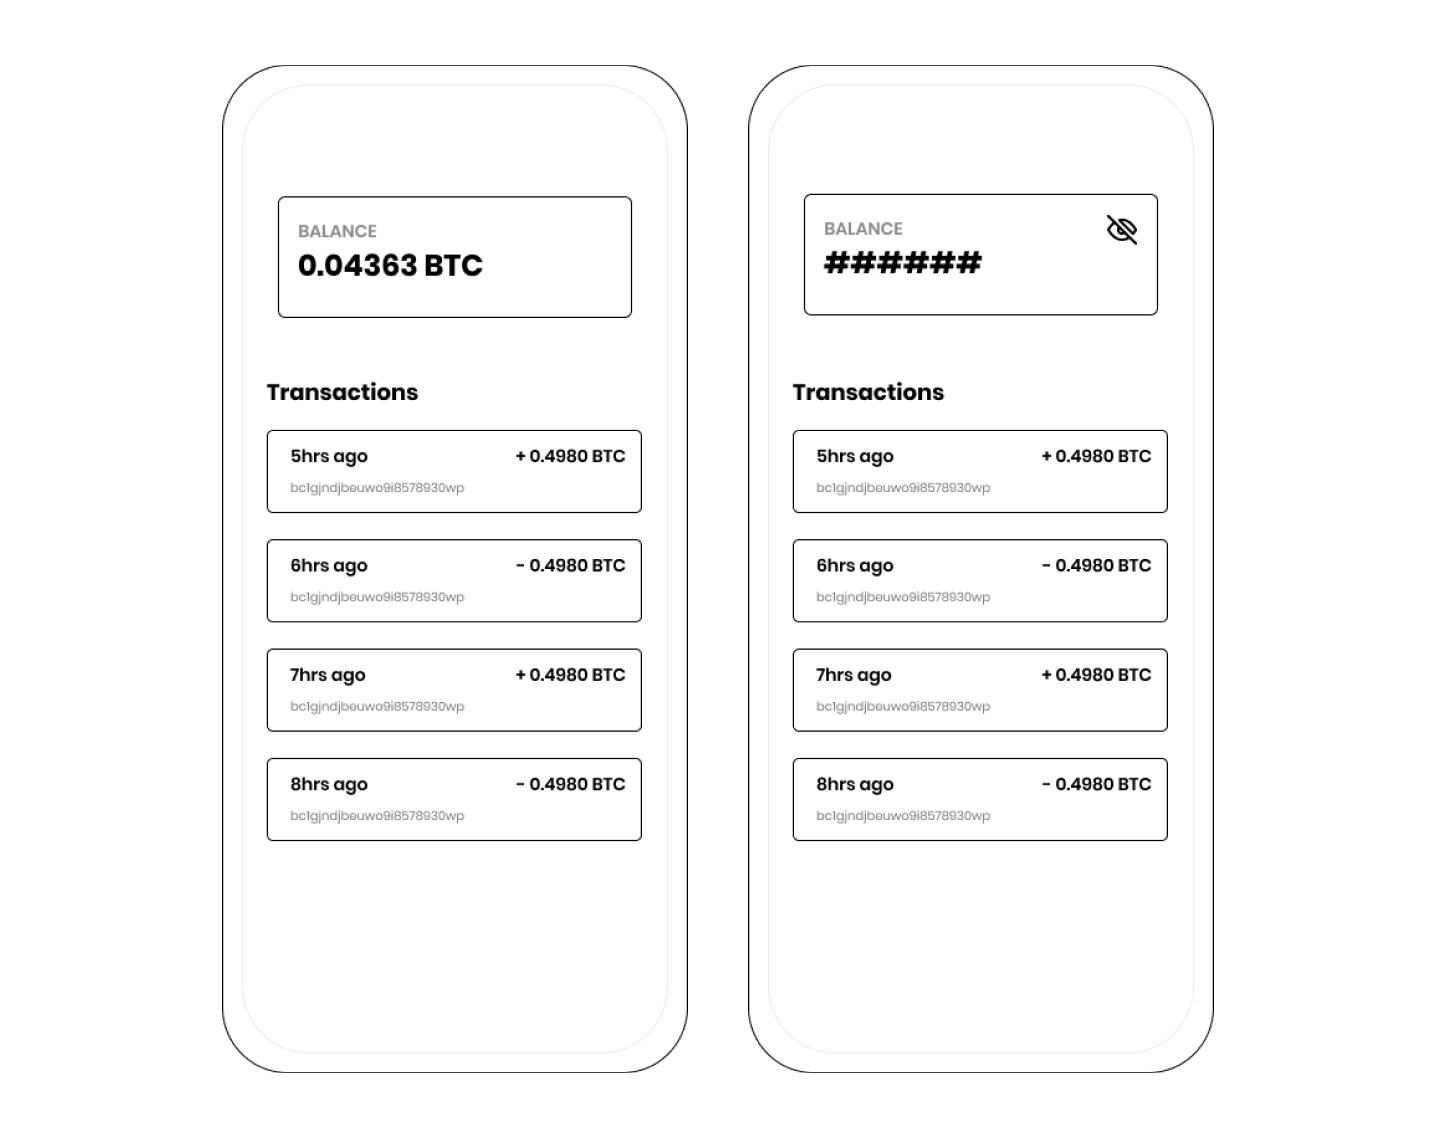 BALANCE
0.04363 BTC
Transactions
5hrs ago + 0.4980 BTC
bc1gjndjbeuwo9i8578930wp
6hrs ago - 0.4980 BTC
bc1gjndjbeuwo9i8578930wp
7hrs ago + 0.4980 BTC
bc1gjndjbeuwo9i8578930wp
8hrs ago - 0.4980 BTC
bc1gjndjbeuwo9i8578930wp
BALANCE
######
Transactions
5hrs ago + 0.4980 BTC
bc1gjndjbeuwo9i8578930wp
6hrs ago - 0.4980 BTC
bc1gjndjbeuwo9i8578930wp
7hrs ago + 0.4980 BTC
bc1gjndjbeuwo9i8578930wp
8hrs ago - 0.4980 BTC
bc1gjndjbeuwo9i8578930wp